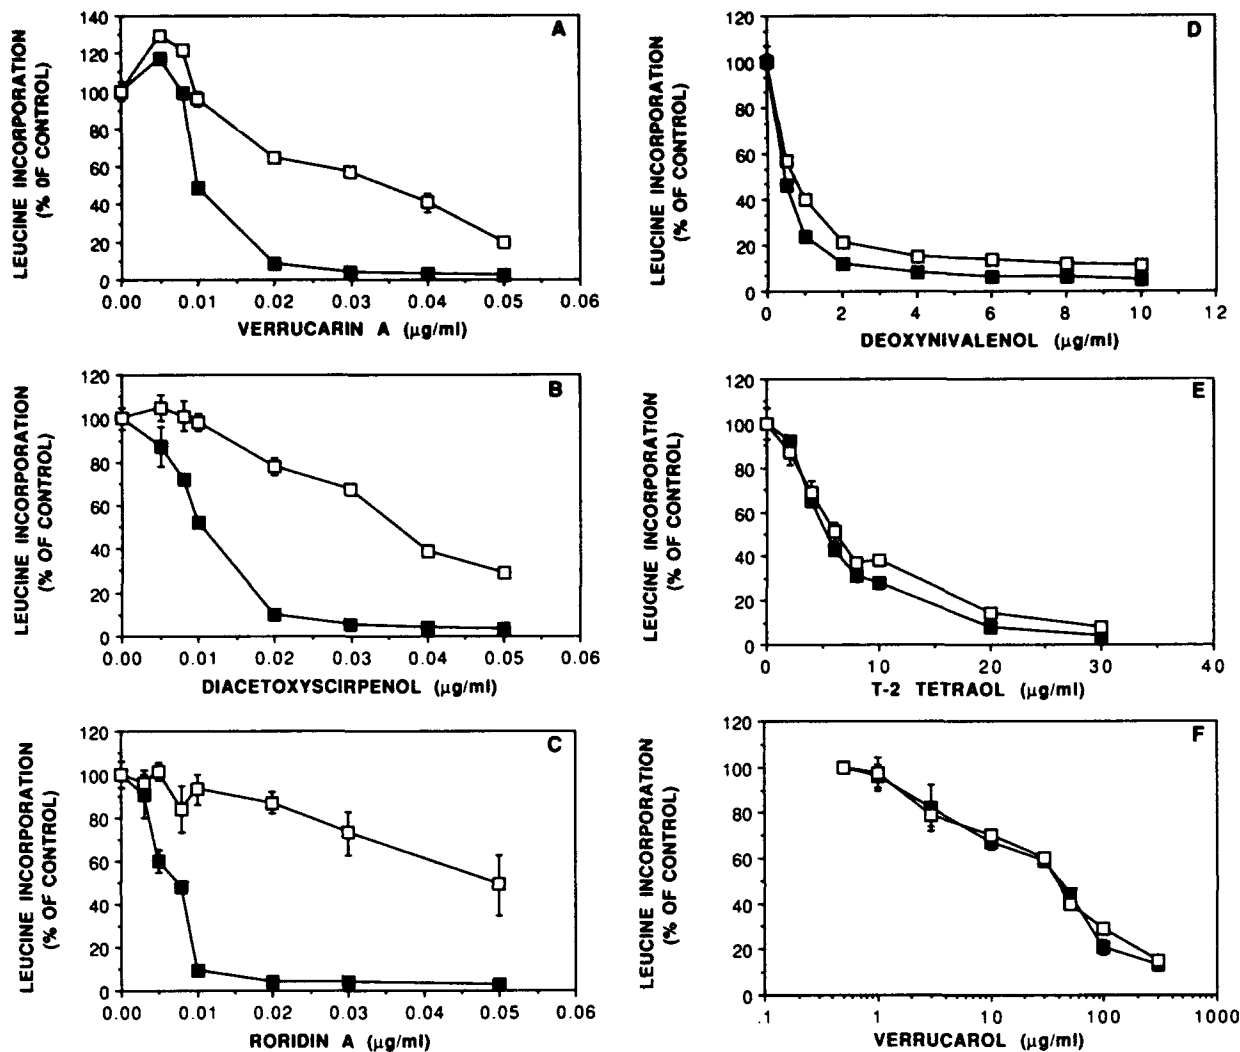 A
LEUCINE INCORPORATION
(% OF CONTROL)
140
120
100
80
60
40
20
0
0.00 0.01 0.02 0.03 0.04 0.05 0.06
VERRUCARIN A (μg/ml)
B
LEUCINE INCORPORATION
(% OF CONTROL)
120
100
80
60
40
20
0
0.00 0.01 0.02 0.03 0.04 0.05 0.06
DIACETOXYSCIRPENOL (μg/ml)
C
LEUCINE INCORPORATION
(% OF CONTROL)
120
100
80
60
40
20
0
0.00 0.01 0.02 0.03 0.04 0.05 0.06
RORIDIN A (μg/ml)
D
LEUCINE INCORPORATION
(% OF CONTROL)
120
100
80
60
40
20
0
0 2 4 6 8 10 12
DEOXYNIVALENOL (μg/ml)
E
LEUCINE INCORPORATION
(% OF CONTROL)
120
100
80
60
40
20
0
0 10 20 30 40
T-2 TETRAOL (μg/ml)
F
LEUCINE INCORPORATION
(% OF CONTROL)
120
100
80
60
40
20
0
.1 1 10 100 1000
VERRUCAROL (μg/ml)